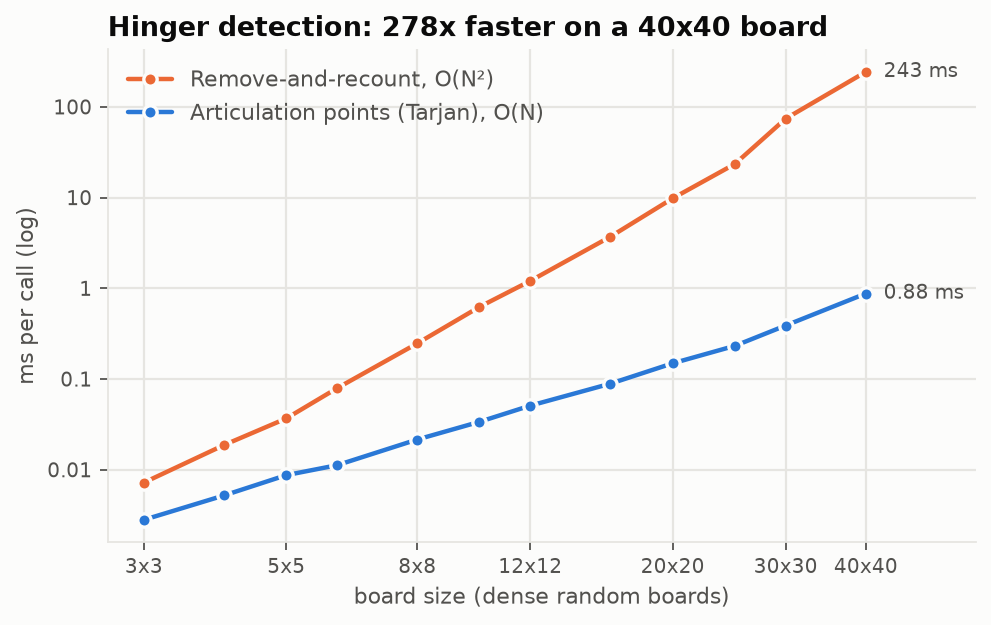 Hinger detection: 278x faster on a 40x40 board
Remove-and-recount, O(N²)
Articulation points (Tarjan), O(N)
243 ms
0.88 ms
ms per call (log)
100
10
1
0.1
0.01
3x3 5x5 8x8 12x12 20x20 30x30 40x40
board size (dense random boards)